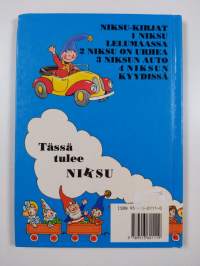 NIKSU-KIRJAT
1 NIKSU
LELUMAASSA
2 NIKSU ON URHEA
3 NIKSUN AUTO
4 NIKSUN
KYYDISSÄ
Tässä
tulee
NIKSU